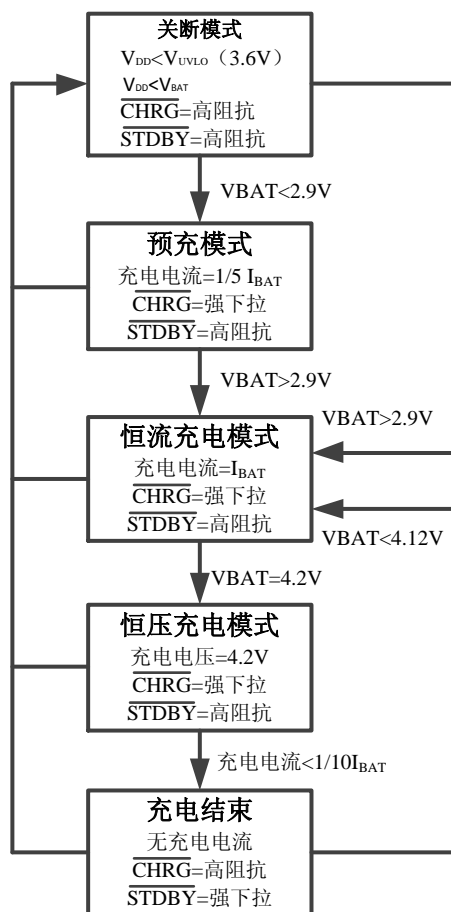 关断模式
VDD<VUVLO（3.6V）
VDD<VBAT
CHRG=高阻抗
STDBY=高阻抗
VBAT<2.9V
预充模式
充电电流=1/5 IBAT
CHRG=强下拉
STDBY=高阻抗
VBAT>2.9V
VBAT>2.9V
恒流充电模式
充电电流=IBAT
CHRG=强下拉
STDBY=高阻抗
VBAT<4.12V
VBAT=4.2V
恒压充电模式
充电电压=4.2V
CHRG=强下拉
STDBY=高阻抗
充电电流<1/10IBAT
充电结束
无充电电流
CHRG=高阻抗
STDBY=强下拉